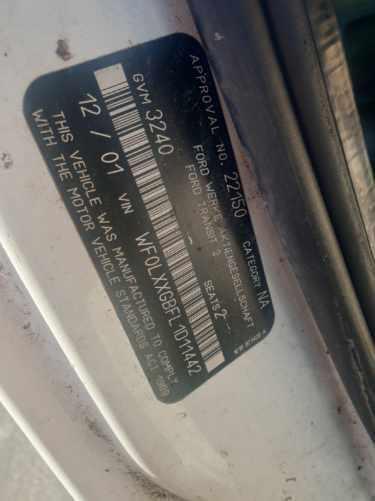 APPROVAL NO. 22150 CATEGORY NA
FORD WERKE AKTIENGESELLSCHAFT
FORD TRANSIT 2
GVM 3240 SEATS 2
12 / 01 VIN WF0LXXGBFL1D11442
THIS VEHICLE WAS MANUFACTURED TO COMPLY
WITH THE MOTOR VEHICLE STANDARDS ACT 1989